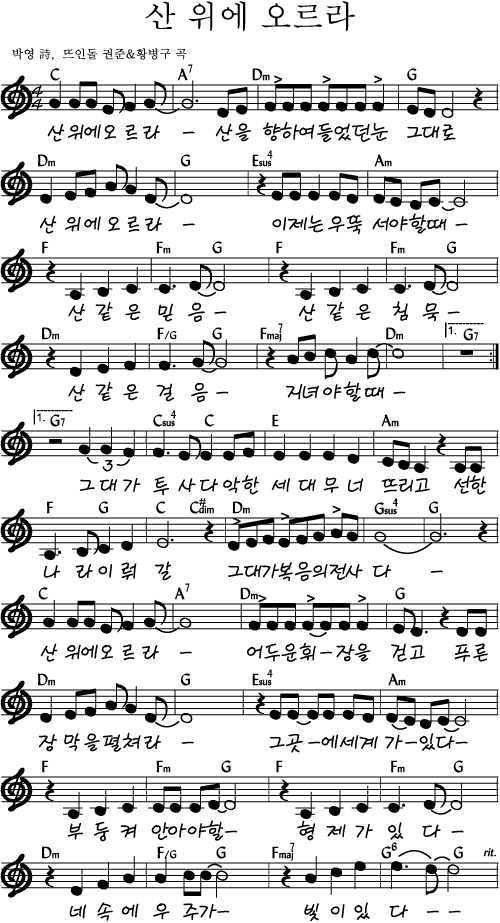 산 위에 오르라
박영 詩, 뜨인돌 권준&황병구 곡
C A7 Dm G
산 위에오 르 라 - 산을 향하여들었던눈 그대로
Dm G Esus4 Am
산 위 에 오 르 라 - 이제는우뚝 서야할때-
F Fm G F Fm G
산 같 은 믿 음- 산 같 은 침 묵-
Dm F/G G Fmaj7 Dm 1. G7
산 같 은 걸 음- 지녀야할때-
1. G7 Csus4 C E Am
3
그대가 투 사다악한 세 대 무 너 뜨리고 선한
F G C C#dim Dm Gsus4 G
나 라이 뤄 갈 그대가복음의전사 다 -
C A7 Dm G
산 위에오 르 라 - 어두운휘-장을 걷고 푸른
Dm G Esus4 Am
장 막을펼쳐라 - 그곳-에세계 가-있다-
F Fm G F Fm G
부 둥 켜 안아야할- 형 제 가 있 다-
Dm F/G G Fmaj7 G6 G rit.
네 속 에 우 주가- 빛 이 있 다 - -